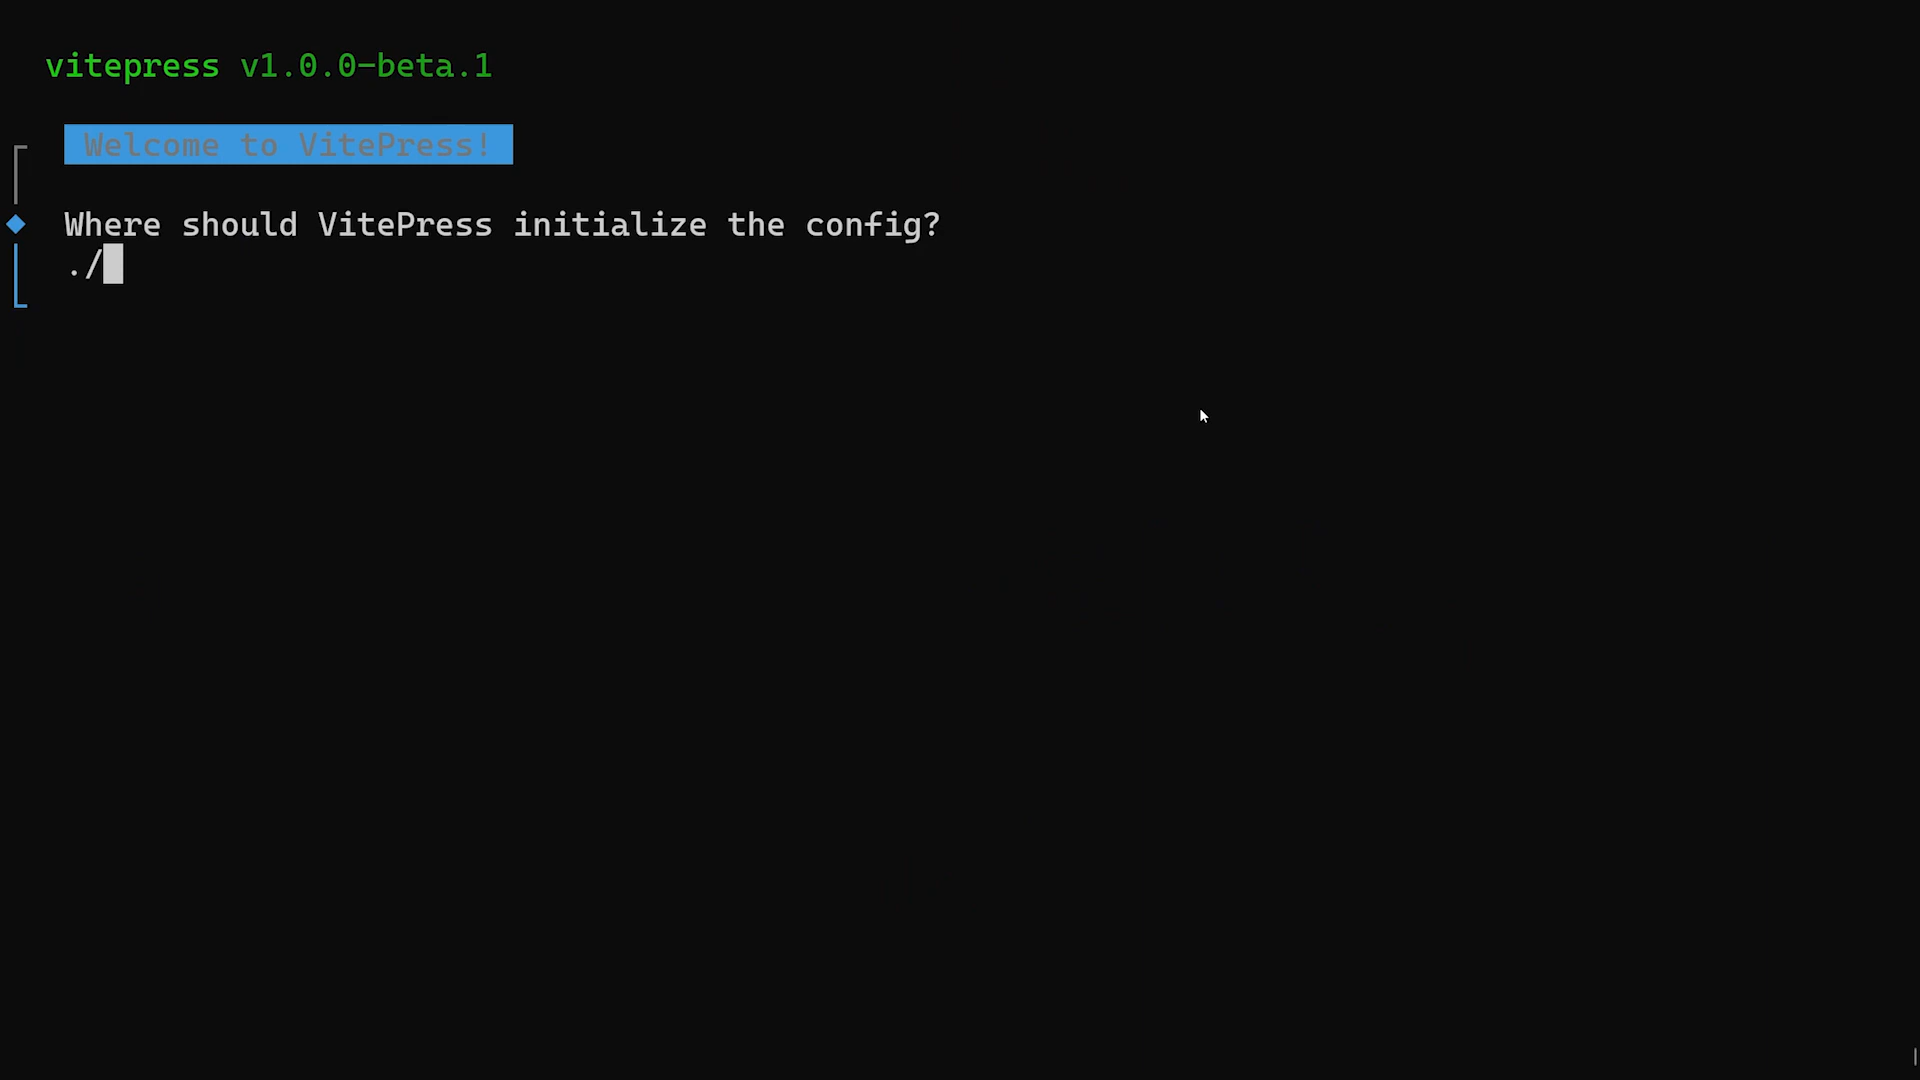 vitepress v1.0.0-beta.1
Welcome to VitePress!
Where should VitePress initialize the config?
./